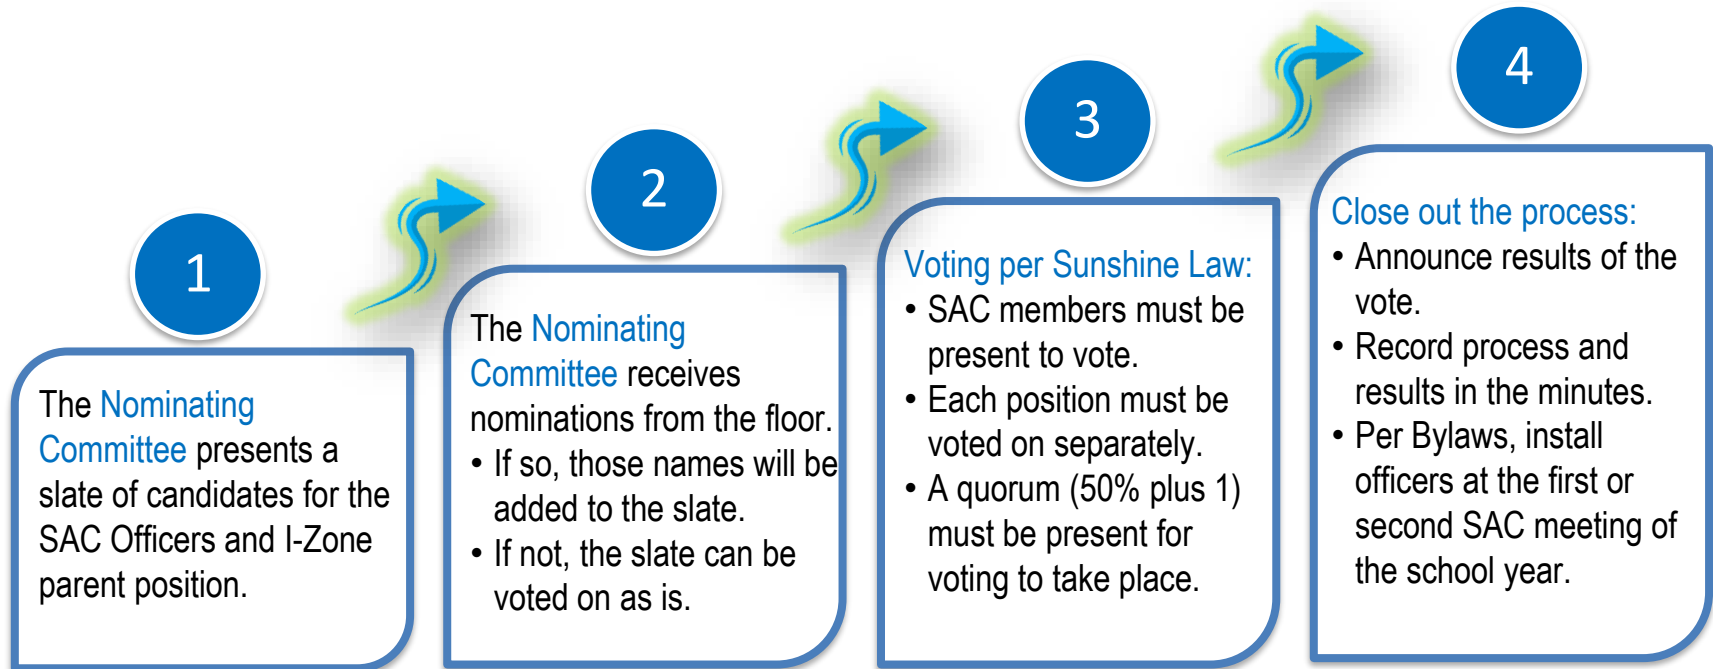 1
The Nominating
Committee presents a
slate of candidates for the
SAC Officers and I-Zone
parent position.
2
The Nominating
Committee receives
nominations from the floor.
• If so, those names will be
added to the slate.
• If not, the slate can be
voted on as is.
3
Voting per Sunshine Law:
• SAC members must be
present to vote.
• Each position must be
voted on separately.
• A quorum (50% plus 1)
must be present for
voting to take place.
4
Close out the process:
• Announce results of the
vote.
• Record process and
results in the minutes.
• Per Bylaws, install
officers at the first or
second SAC meeting of
the school year.